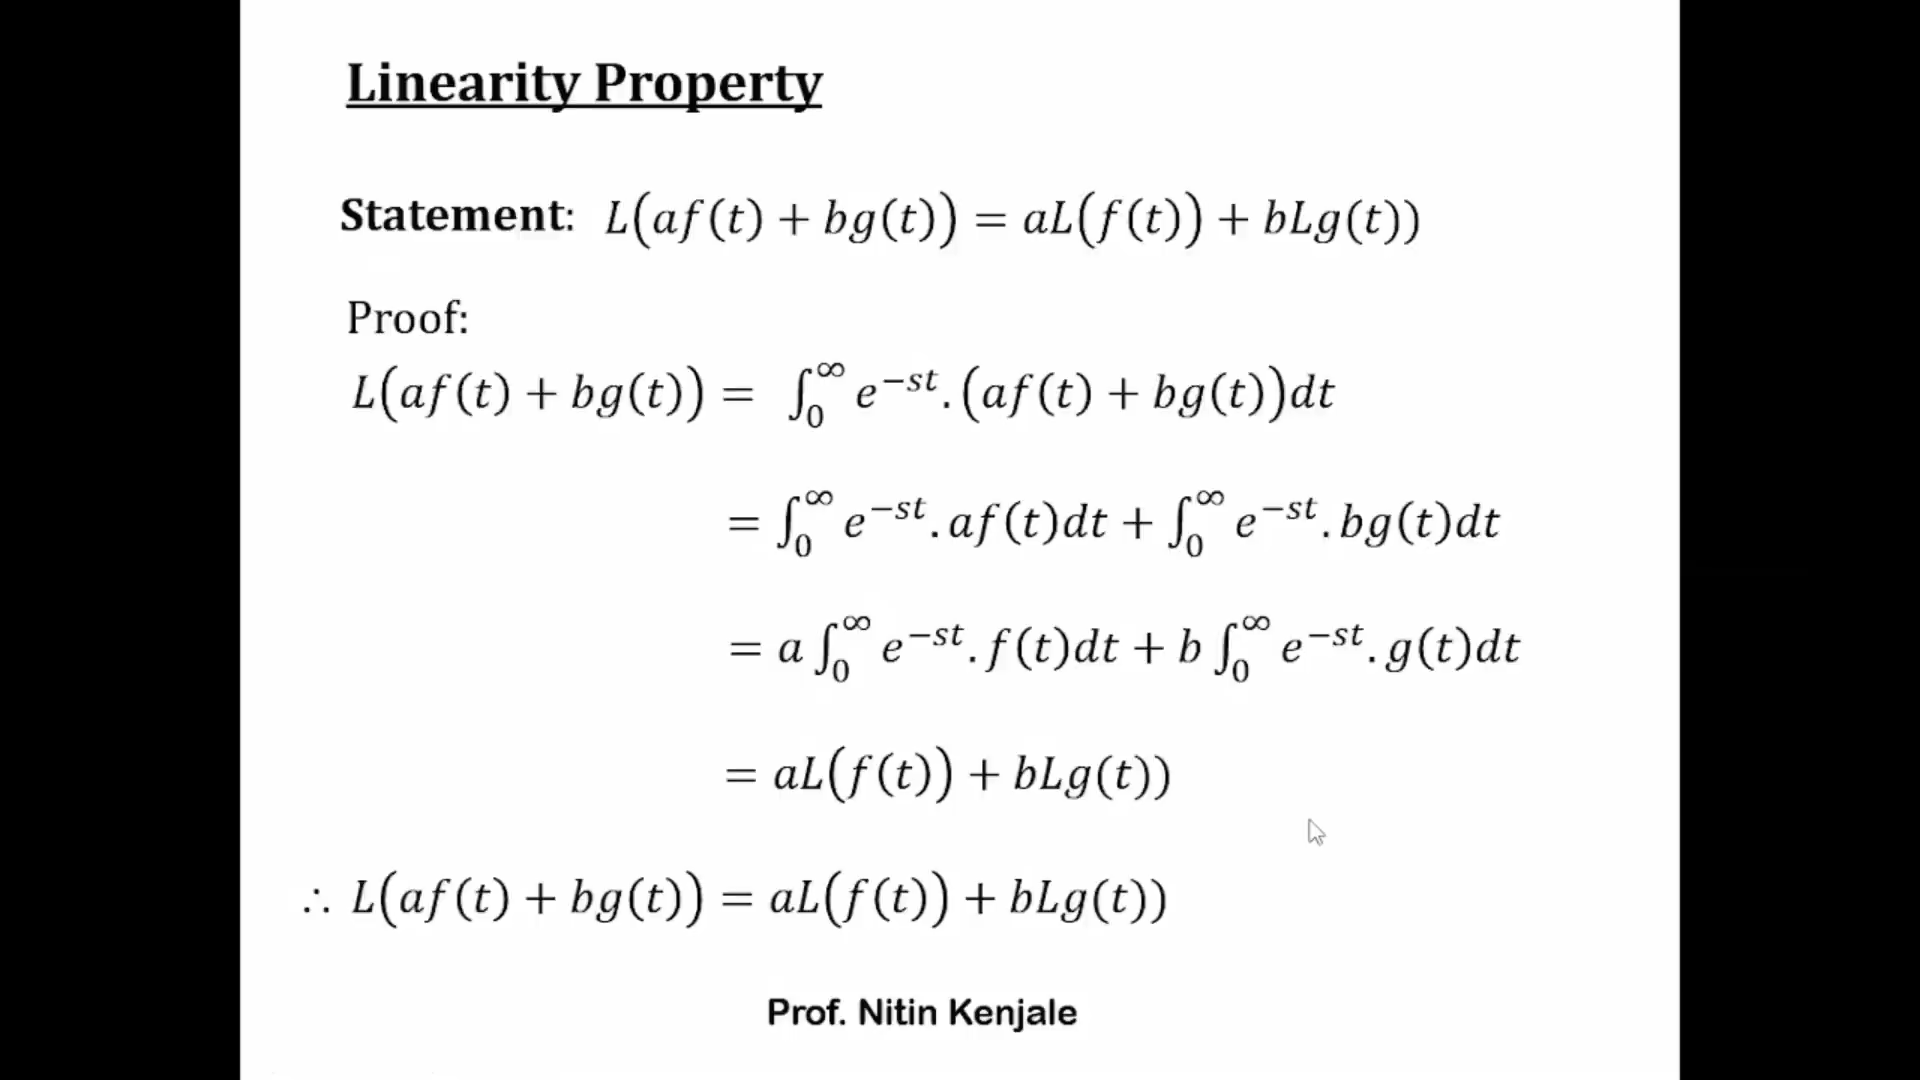 Linearity Property
Statement: L(af(t) + bg(t)) = aL(f(t)) + bLg(t))
Proof:
L(af(t) + bg(t)) = ∫₀^∞ e^{−st}.(af(t) + bg(t))dt
= ∫₀^∞ e^{−st}.af(t)dt + ∫₀^∞ e^{−st}.bg(t)dt
= a ∫₀^∞ e^{−st}.f(t)dt + b ∫₀^∞ e^{−st}.g(t)dt
= aL(f(t)) + bLg(t))
∴ L(af(t) + bg(t)) = aL(f(t)) + bLg(t))
Prof. Nitin Kenjale